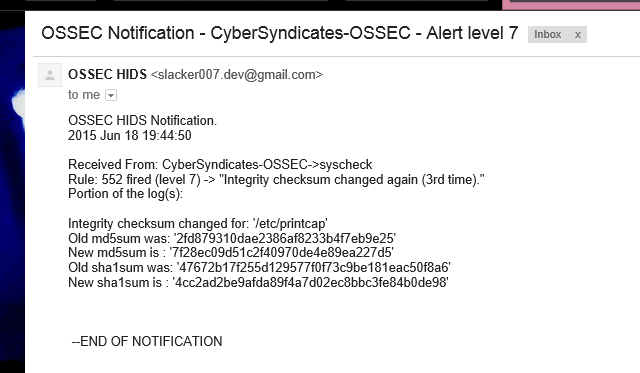 OSSEC Notification - CyberSyndicates-OSSEC - Alert level 7 Inbox x
OSSEC HIDS <slacker007.dev@gmail.com>
to me
OSSEC HIDS Notification.
2015 Jun 18 19:44:50
Received From: CyberSyndicates-OSSEC->syscheck
Rule: 552 fired (level 7) -> "Integrity checksum changed again (3rd time)."
Portion of the log(s):
Integrity checksum changed for: '/etc/printcap'
Old md5sum was: '2fd879310dae2386af8233b4f7eb9e25'
New md5sum is : '7f28ec09d51c2f40970de4e89ea227d5'
Old sha1sum was: '47672b17f255d129577f0f73c9be181eac50f8a6'
New sha1sum is : '4cc2ad2be9afda89f4a7d02ec8bbc3fe84b0de98'
--END OF NOTIFICATION